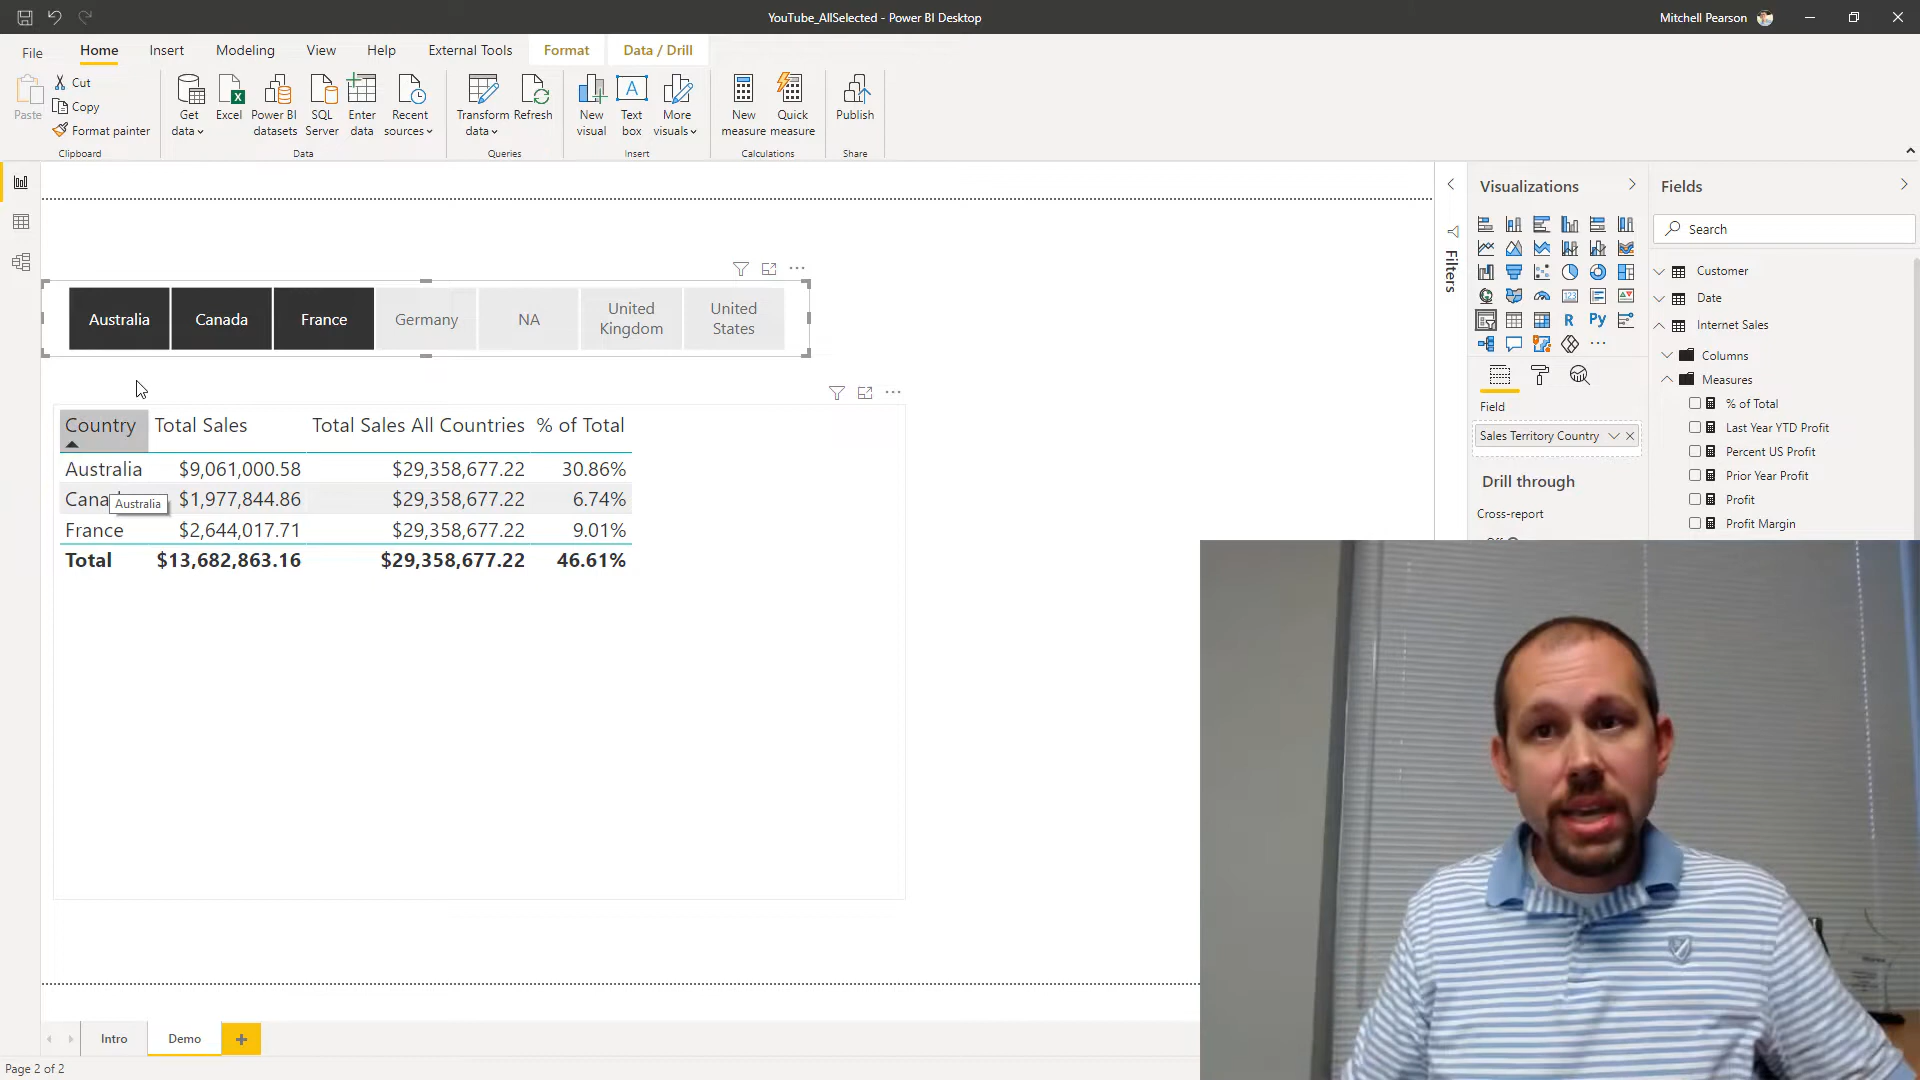 YouTube_AllSelected - Power BI Desktop
Mitchell Pearson
File Home Insert Modeling View Help External Tools Format Data / Drill
Paste
Cut
Copy
Format painter
Clipboard
Get data
Excel
Power BI datasets
SQL Server
Enter data
Recent sources
Data
Transform data
Refresh
Queries
New visual
Text box
More visuals
Insert
New measure
Quick measure
Calculations
Publish
Share
Australia Canada France Germany NA United Kingdom United States
Country Total Sales Total Sales All Countries % of Total
Australia $9,061,000.58 $29,358,677.22 30.86%
Cana $1,977,844.86 $29,358,677.22 6.74%
Australia
France $2,644,017.71 $29,358,677.22 9.01%
Total $13,682,863.16 $29,358,677.22 46.61%
Filters
Visualizations
R Py
Field
Sales Territory Country
Drill through
Cross-report
Fields
Search
Customer
Date
Internet Sales
Columns
Measures
% of Total
Last Year YTD Profit
Percent US Profit
Prior Year Profit
Profit
Profit Margin
Intro Demo +
Page 2 of 2